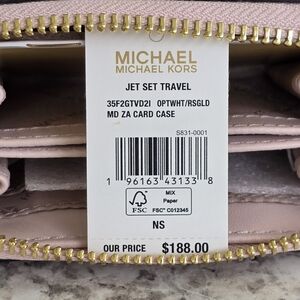 MICHAEL
MICHAEL KORS
JET SET TRAVEL
35F2GTVD2I OPTWHT/RSGLD
MD ZA CARD CASE
S831-0001
1 96163 43133 8
FSC
MIX
Paper
FSC® C012345
NS
OUR PRICE $188.00